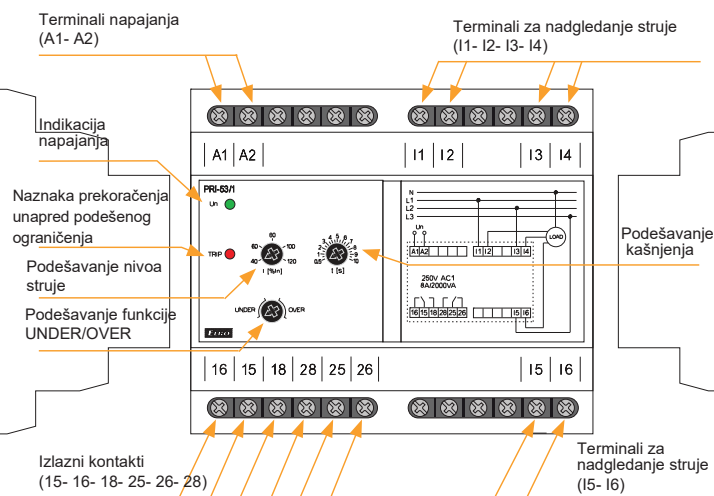 Terminali napajanja
(A1- A2)
Terminali za nadgledanje struje
(I1- I2- I3- I4)
Indikacija
napajanja
Naznaka prekoračenja
unapred podešenog
ograničenja
Podešavanje nivoa
struje
Podešavanje funkcije
UNDER/OVER
Podešavanje
kašnjenja
A1 A2
I1 I2 I3 I4
PRI-53/1
Un
TRIP
40 60 80 100 120
I [%In]
0.5 1 2 3 4 5 6 7 8 9 10
t [s]
UNDER OVER
ELKO
N
L1
L2
L3
Un
LOAD
A1 A2 I1 I2 I3 I4
250V AC1
8A/2000VA
16 15 18 28 25 26 I5 I6
16 15 18 28 25 26 I5 I6
Izlazni kontakti
(15- 16- 18- 25- 26- 28)
Terminali za
nadgledanje struje
(I5- I6)